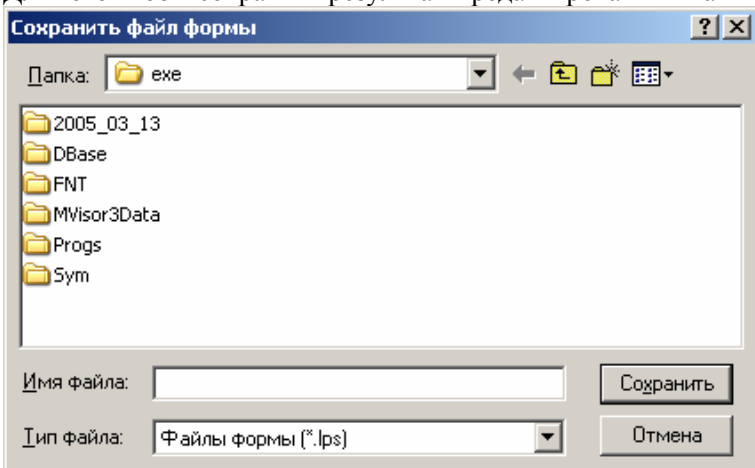 Сохранить файл формы
Папка: exe
2005_03_13
DBase
FNT
MVisor3Data
Progs
Sym
Имя файла: Сохранить
Тип файла: Файлы формы (*.lps) Отмена